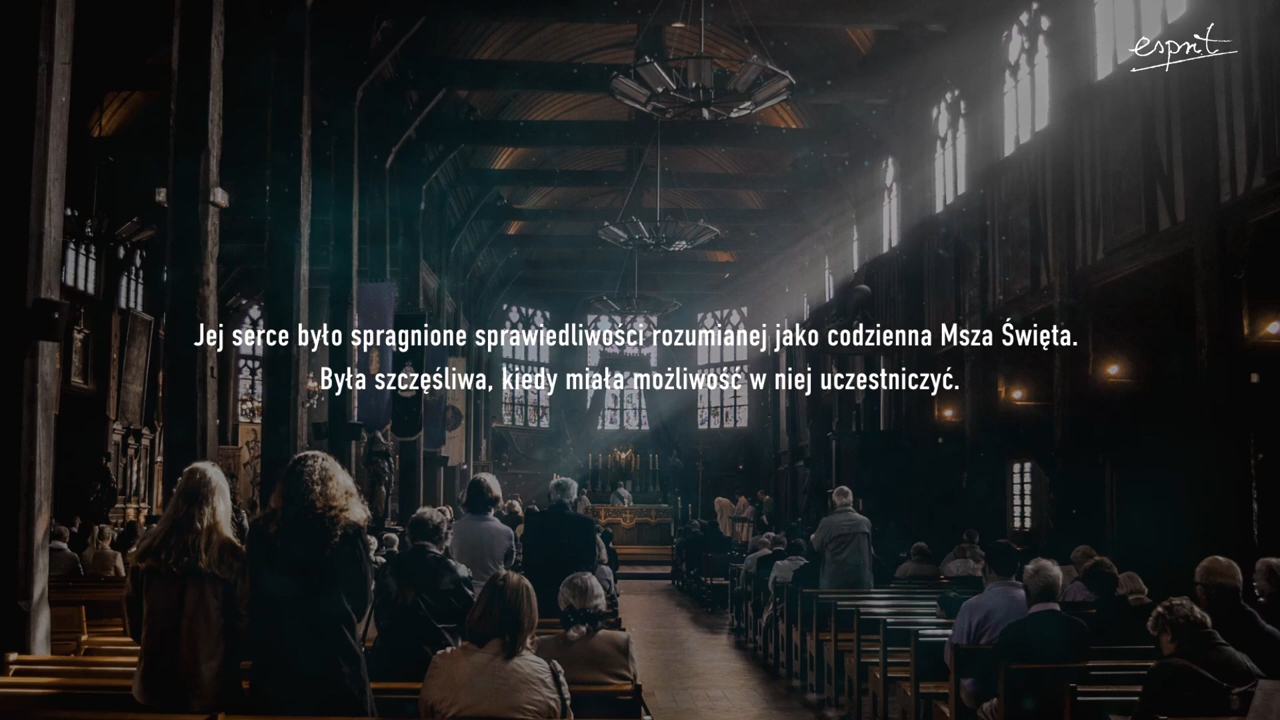 esprit
Jej serce było spragnione sprawiedliwości rozumianej jako codzienna Msza Święta.
Była szczęśliwa, kiedy miała możliwość w niej uczestniczyć.